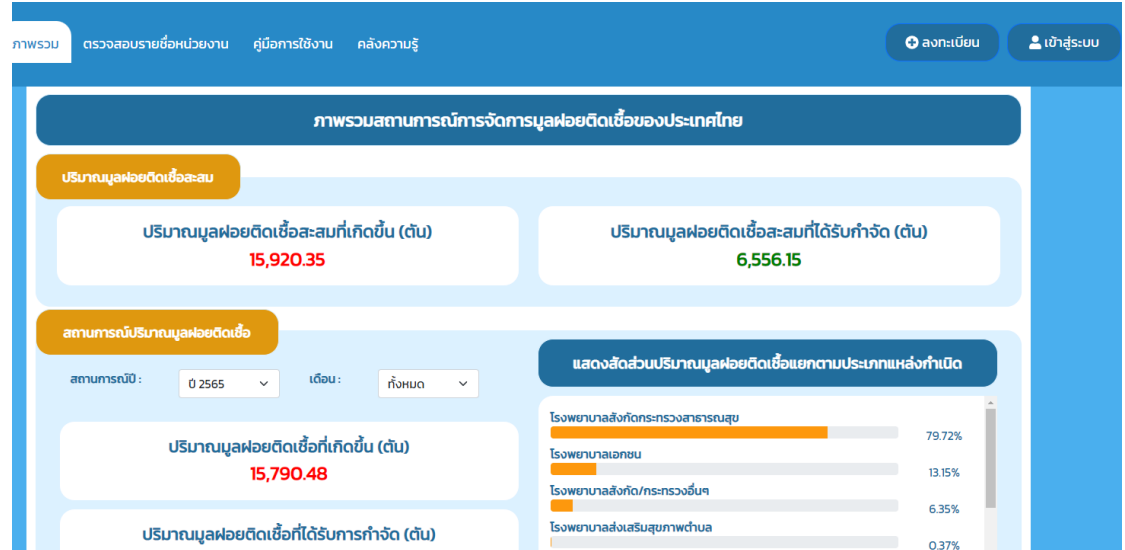 ภาพรวม
ตรวจสอบรายชื่อหน่วยงาน
คู่มือการใช้งาน
คลังความรู้
ลงทะเบียน
เข้าสู่ระบบ
ภาพรวมสถานการณ์การจัดการมูลฝอยติดเชื้อของประเทศไทย
ปริมาณมูลฝอยติดเชื้อสะสม
ปริมาณมูลฝอยติดเชื้อสะสมที่เกิดขึ้น (ตัน)
15,920.35
ปริมาณมูลฝอยติดเชื้อสะสมที่ได้รับกำจัด (ตัน)
6,556.15
สถานการณ์ปริมาณมูลฝอยติดเชื้อ
สถานการณ์ปี :
ปี 2565
เดือน :
ทั้งหมด
ปริมาณมูลฝอยติดเชื้อที่เกิดขึ้น (ตัน)
15,790.48
ปริมาณมูลฝอยติดเชื้อที่ได้รับการกำจัด (ตัน)
แสดงสัดส่วนปริมาณมูลฝอยติดเชื้อแยกตามประเภทแหล่งกำเนิด
โรงพยาบาลสังกัดกระทรวงสาธารณสุข
79.72%
โรงพยาบาลเอกชน
13.15%
โรงพยาบาลสังกัด/กระทรวงอื่นๆ
6.35%
โรงพยาบาลส่งเสริมสุขภาพตำบล
0.37%